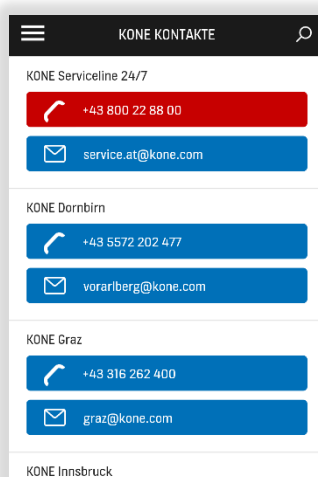 KONE KONTAKTE
KONE Serviceline 24/7
+43 800 22 88 00
service.at@kone.com
KONE Dornbirn
+43 5572 202 477
vorarlberg@kone.com
KONE Graz
+43 316 262 400
graz@kone.com
KONE Innsbruck